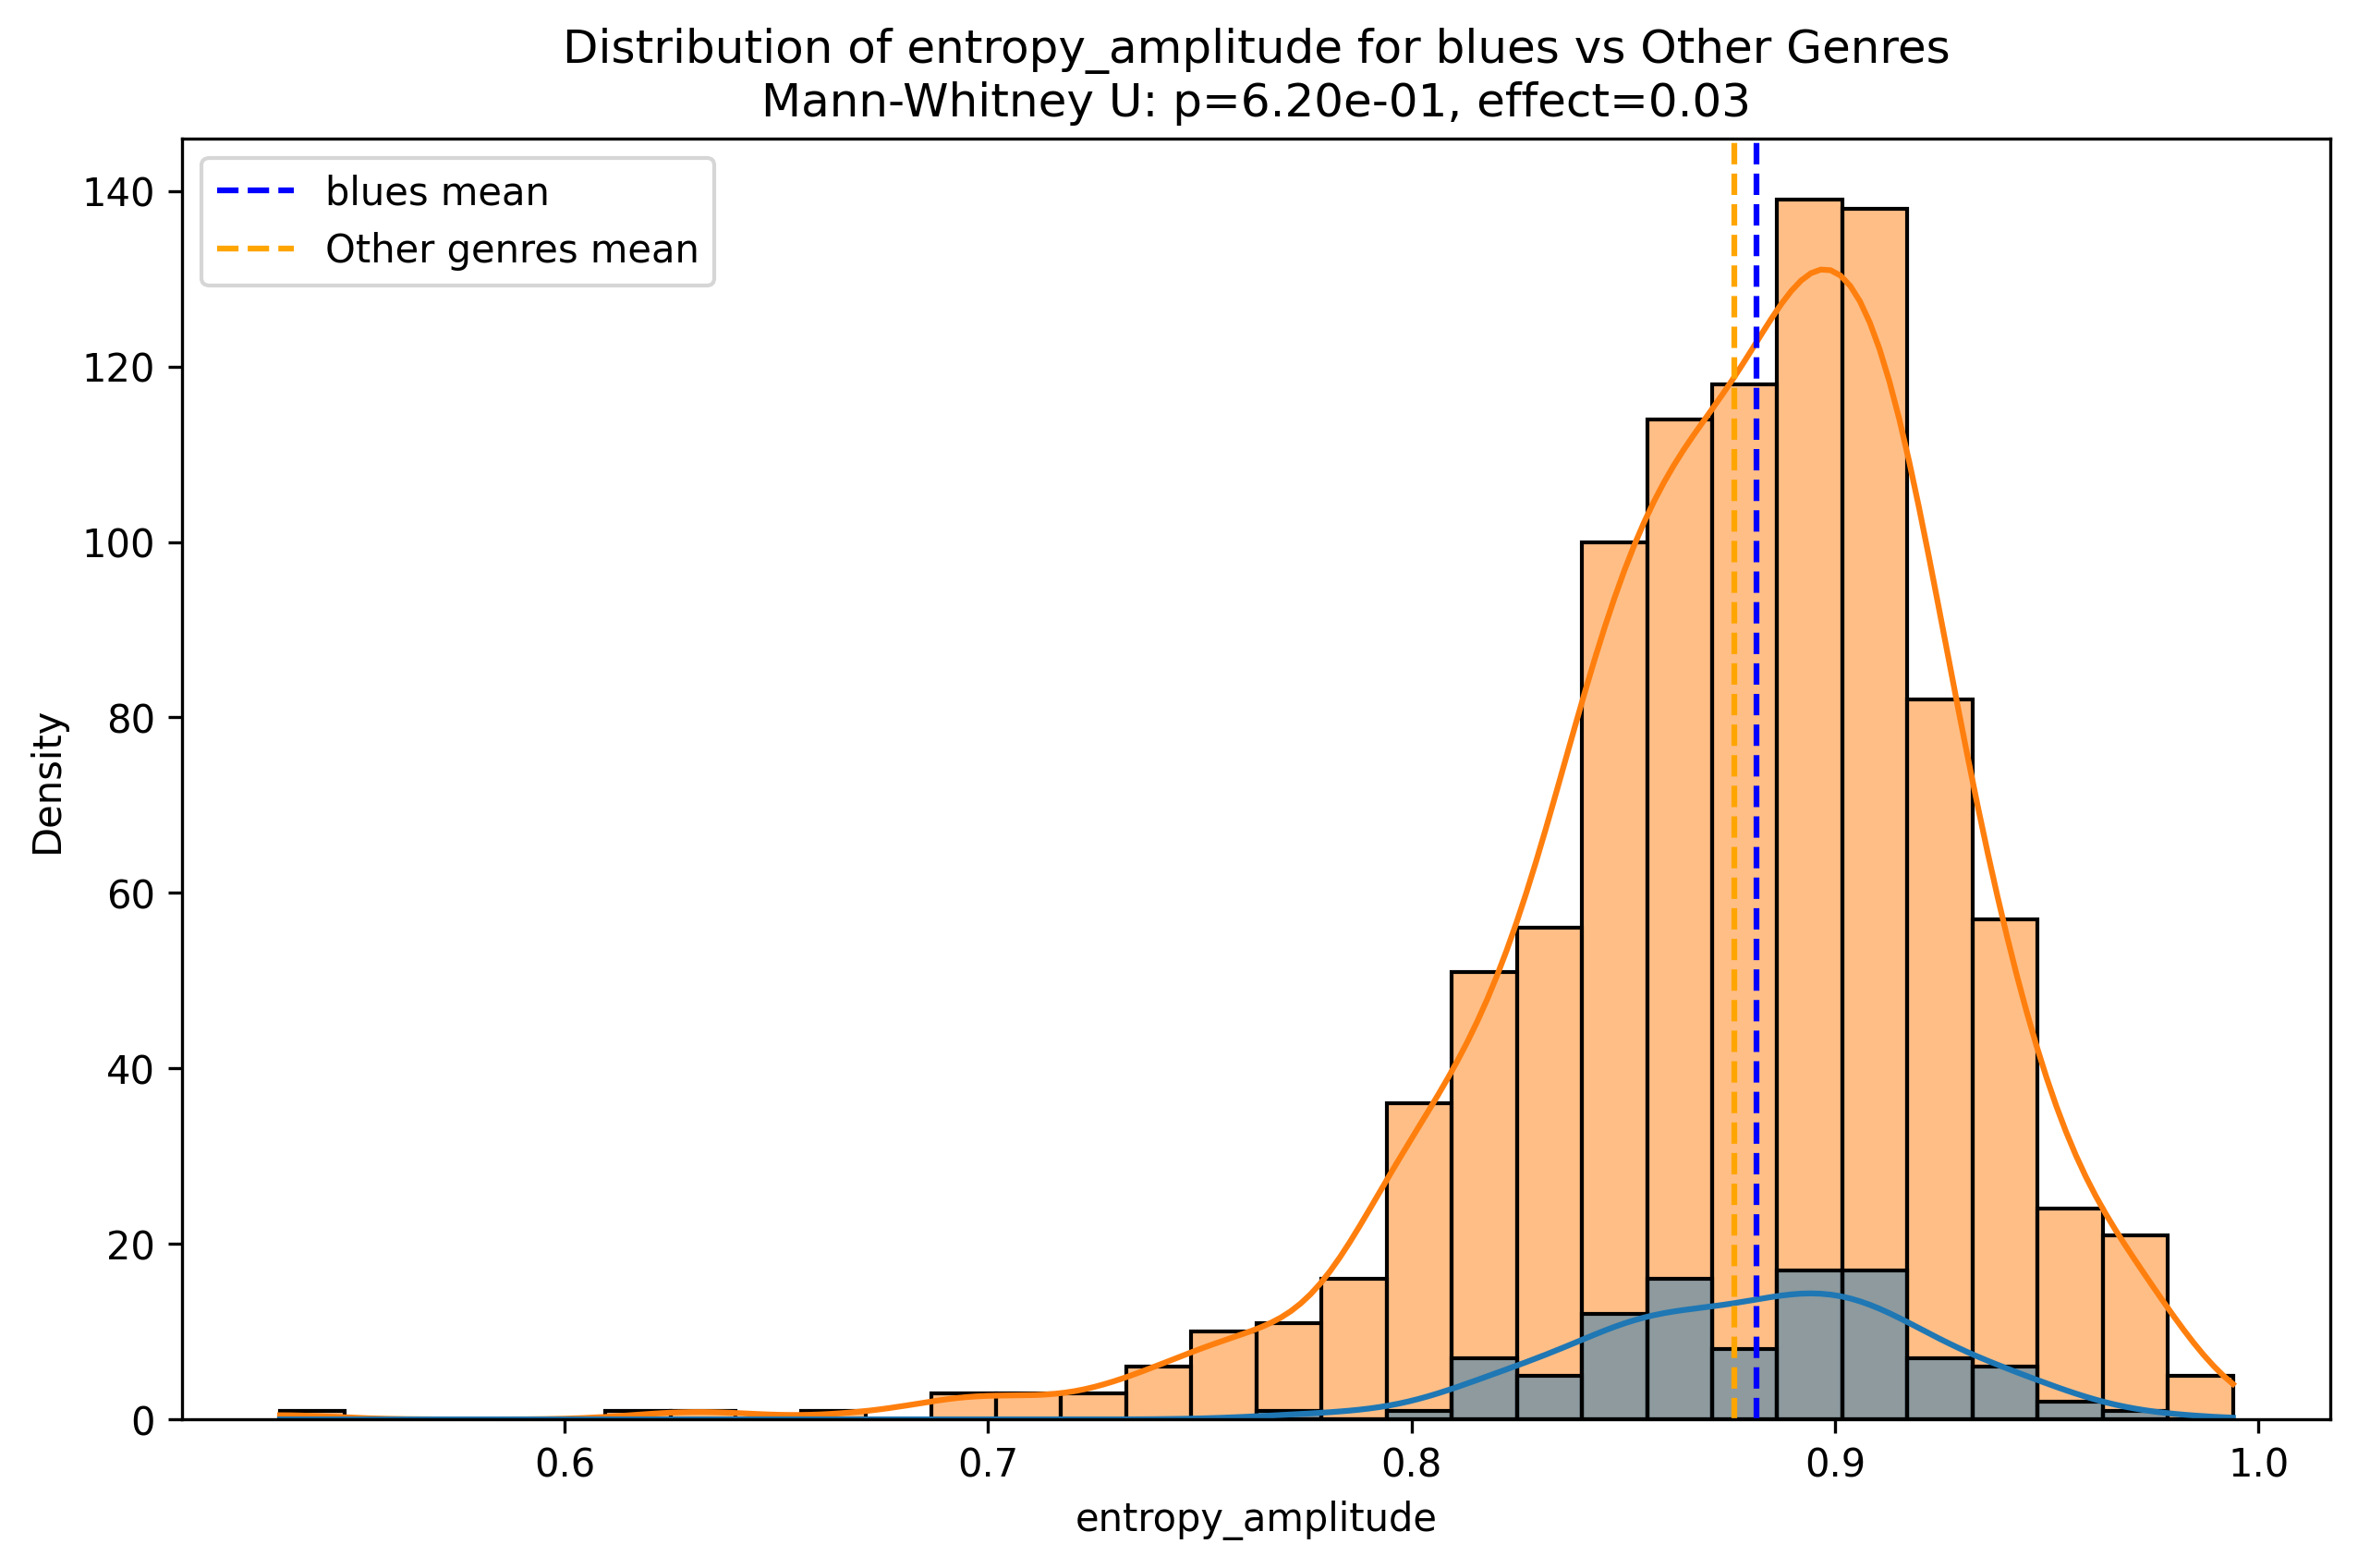 Distribution of entropy_amplitude for blues vs Other Genres
Mann-Whitney U: p=6.20e-01, effect=0.03
blues mean
Other genres mean
140
120
100
80
60
40
20
0
Density
0.6
0.7
0.8
0.9
1.0
entropy_amplitude